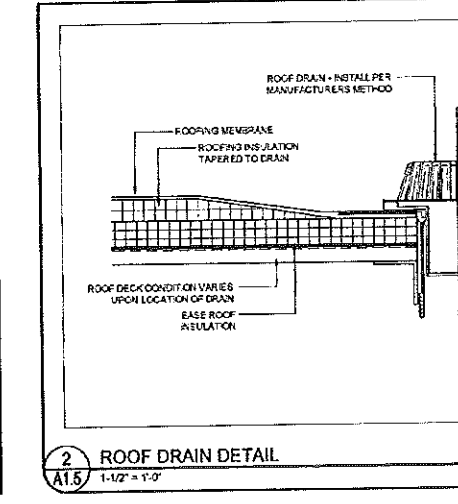 ROOF DRAIN - INSTALL PER
MANUFACTURERS METHOD
ROOFING MEMBRANE
ROOFING INSULATION
TAPERED TO DRAIN
ROOF DECK CONDITION VARIES
UPON LOCATION OF DRAIN
BASE ROOF
INSULATION
2
A1.5
ROOF DRAIN DETAIL
1-1/2" = 1'-0"